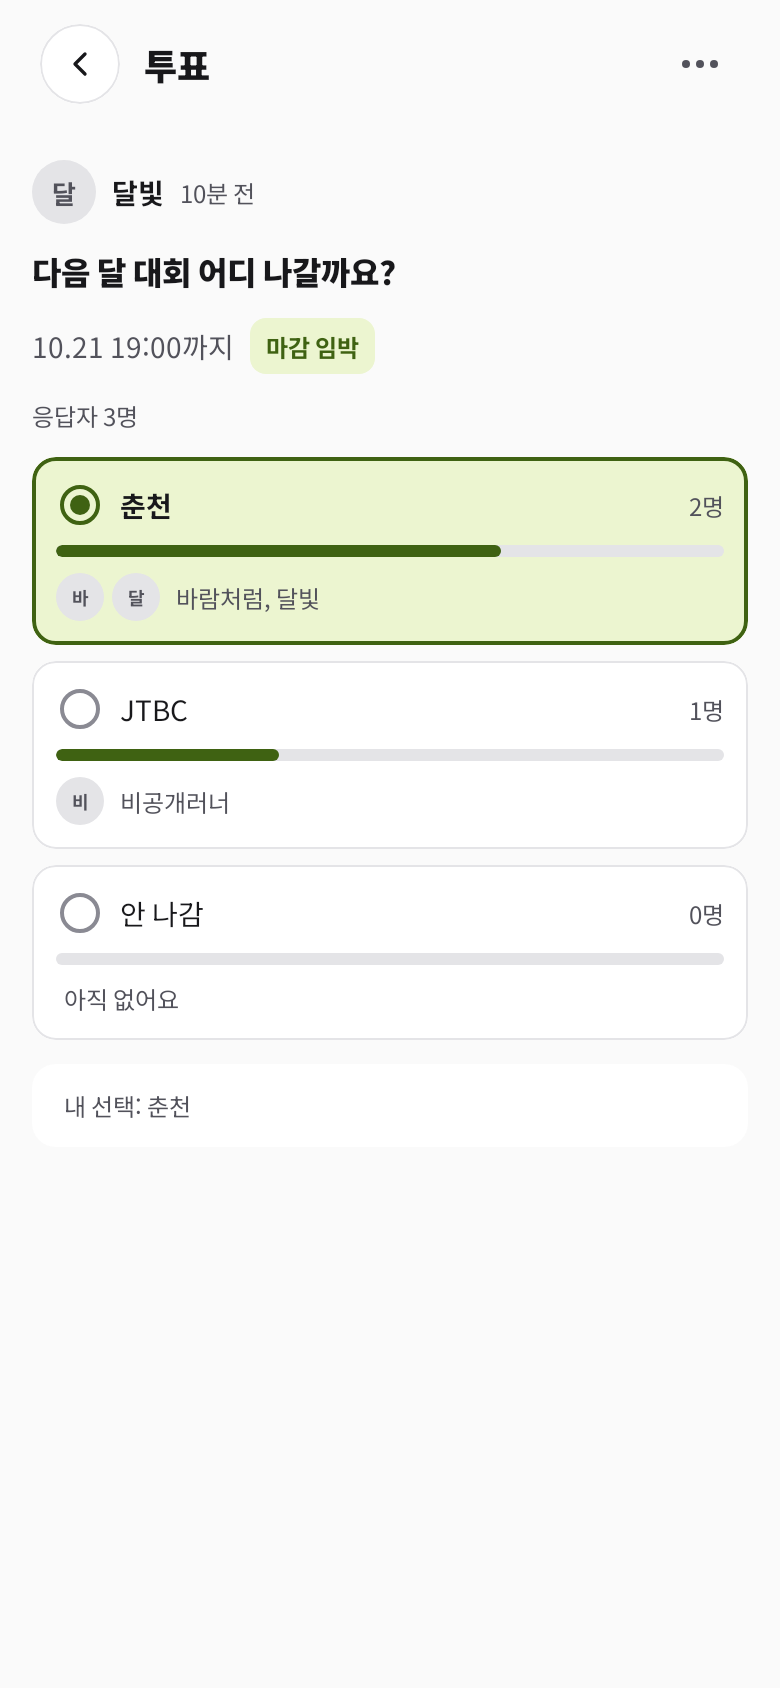 투표
달 달빛 10분 전
다음 달 대회 어디 나갈까요?
10.21 19:00까지 마감 임박
응답자 3명
춘천 2명
바 달 바람처럼, 달빛
JTBC 1명
비 비공개러너
안 나감 0명
아직 없어요
내 선택: 춘천